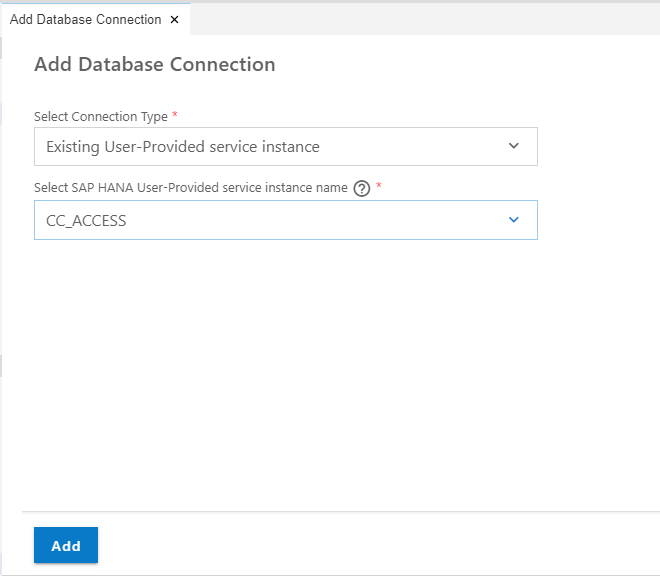 Add Database Connection ×
Add Database Connection
Select Connection Type *
Existing User-Provided service instance
Select SAP HANA User-Provided service instance name ? *
CC_ACCESS
Add